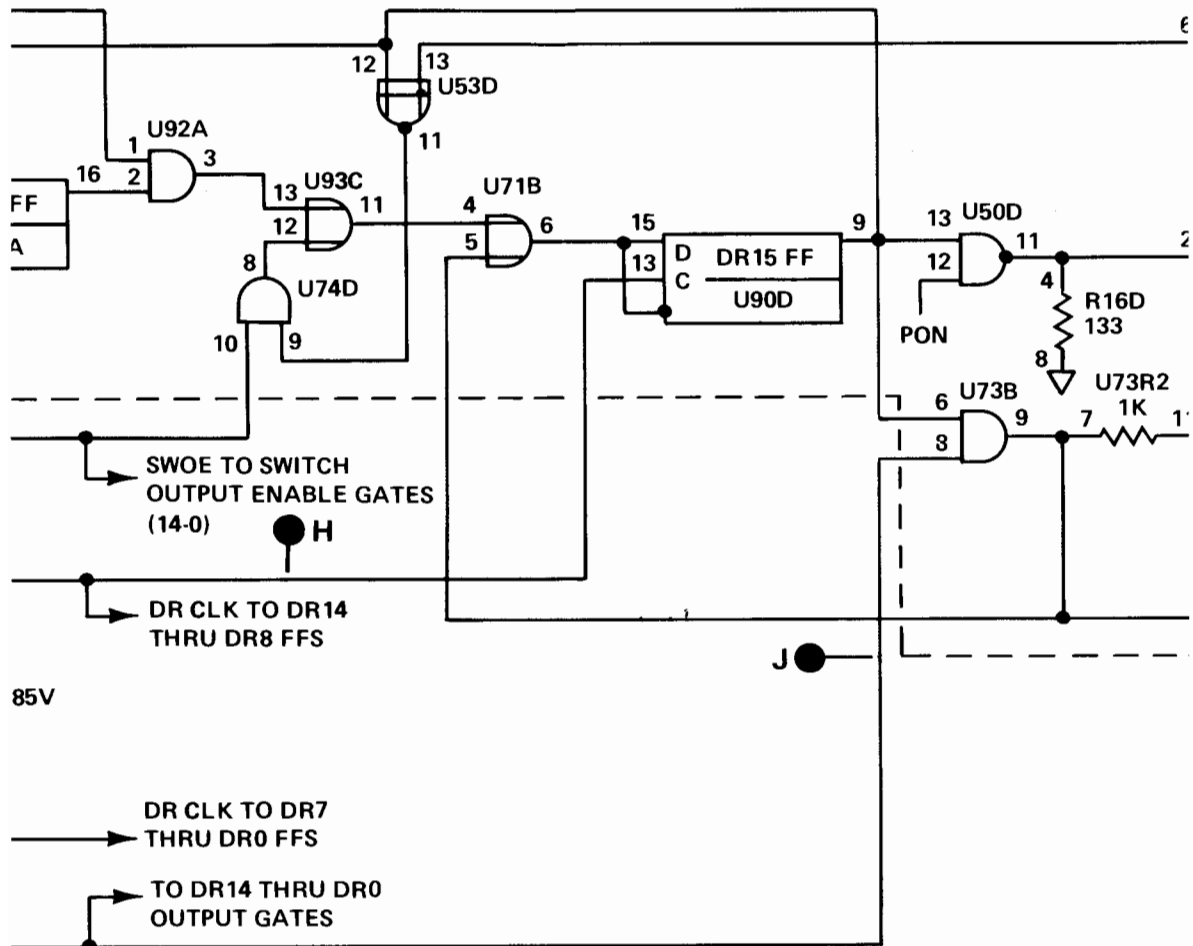 6
12 13
U53D
11
U92A
1
2
3
16
FF
A
U93C
13
12
11
8
U74D
10 9
U71B
4
5
6
15
13
D
C
DR15 FF
U90D
9
U50D
13
12
11
PON
4
R16D
133
8
2
U73B
6
8
9
7
U73R2
1K
11
SWOE TO SWITCH
OUTPUT ENABLE GATES
(14-0)
H
DR CLK TO DR14
THRU DR8 FFS
J
85V
DR CLK TO DR7
THRU DR0 FFS
TO DR14 THRU DR0
OUTPUT GATES